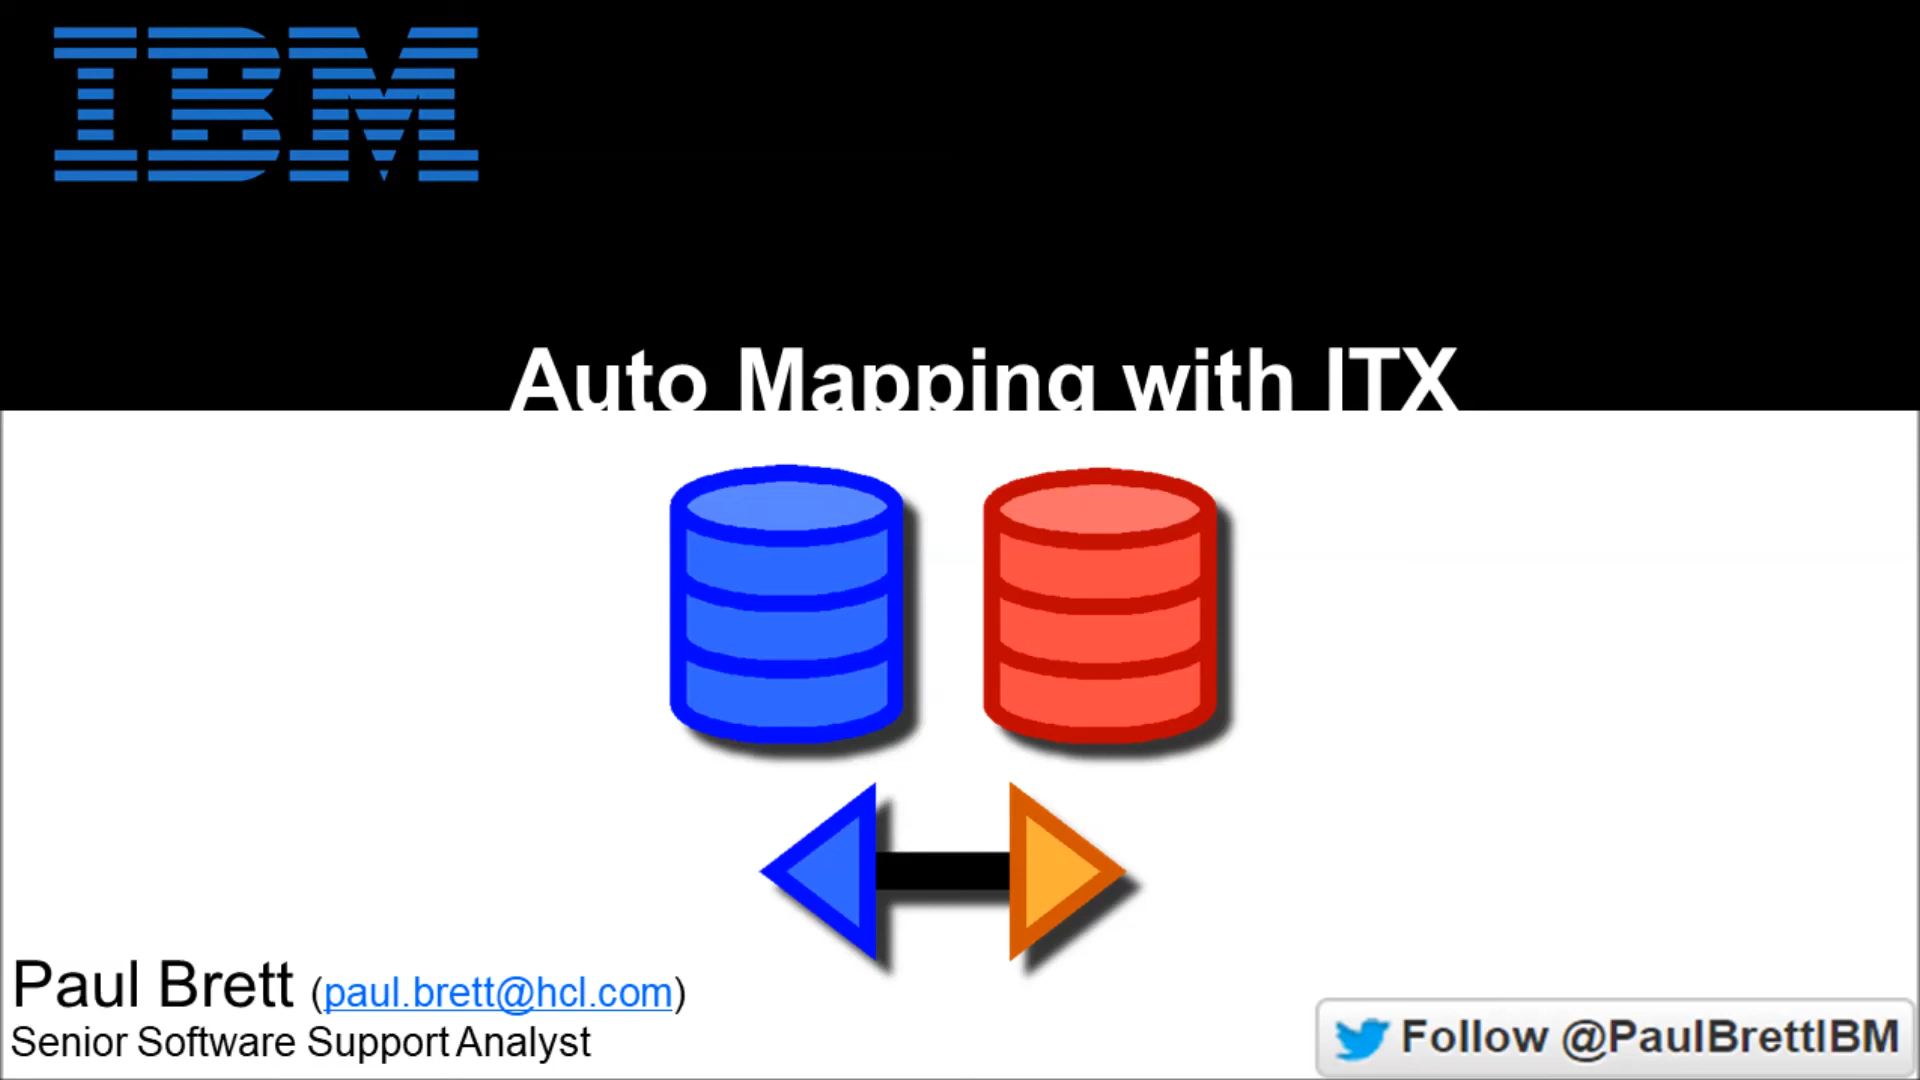 IBM
Auto Mapping with ITX
Paul Brett (paul.brett@hcl.com)
Senior Software Support Analyst
Follow @PaulBrettIBM